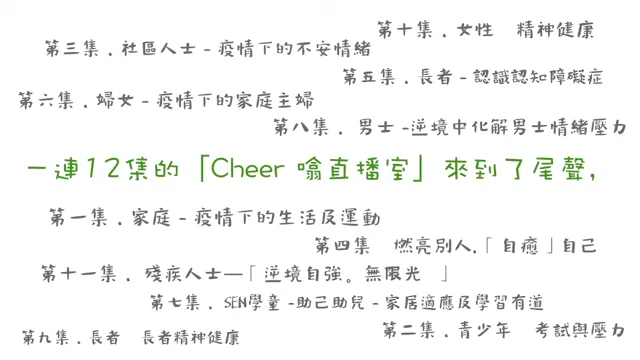 第十集．女性　精神健康
第三集．社區人士－疫情下的不安情緒
第五集．長者－認識認知障礙症
第六集．婦女－疫情下的家庭主婦
第八集． 男士 -逆境中化解男士情緒壓力
一連12集的「Cheer 噏直播室」來到了尾聲,
第一集．家庭－疫情下的生活及運動
第四集　燃亮別人.「自癒」自己
第十一集． 殘疾人士—「逆境自強。無限光　」
第七集． SEN學童 -助己助兒－家居適應及學習有道
第二集．青少年　考試與壓力
第九集．長者　長者精神健康